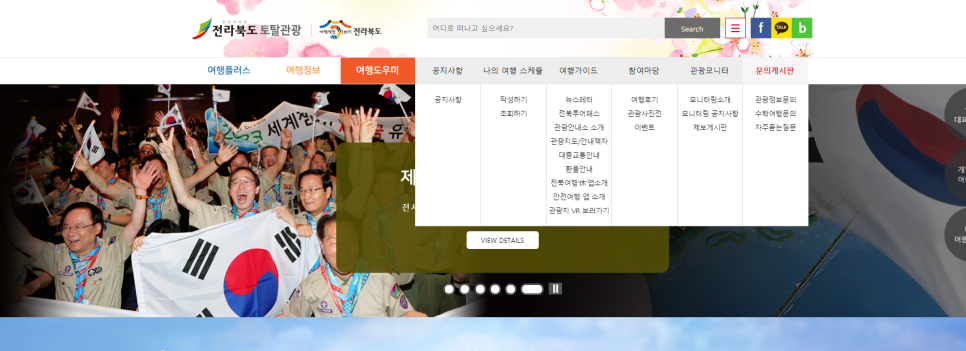 전라북도 토탈관광
전라북도
어디로 떠나고 싶으세요?
Search
f
TALK
b
여행플러스
여행정보
여행도우미
공지사항
나의 여행 스케줄
여행가이드
참여마당
관광모니터
문의게시판
공지사항
작성하기
조회하기
뉴스레터
전북투어패스
관광안내소 소개
관광지도/안내책자
대중교통안내
환율안내
전북여행'休'앱소개
안전여행 앱 소개
관광지 VR 보러가기
여행후기
관광사진전
이벤트
모니터링소개
모니터링 공지사항
제보게시판
관광정보문의
수학여행문의
자주묻는질문
세계
제
전 세
VIEW DETAILS
대표
여행